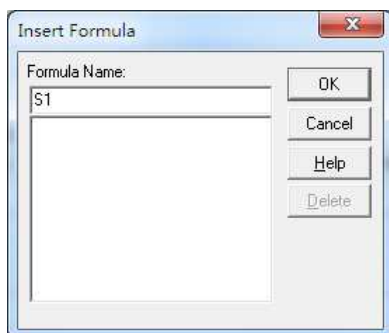 Insert Formula
Formula Name:
S1
OK
Cancel
Help
Delete